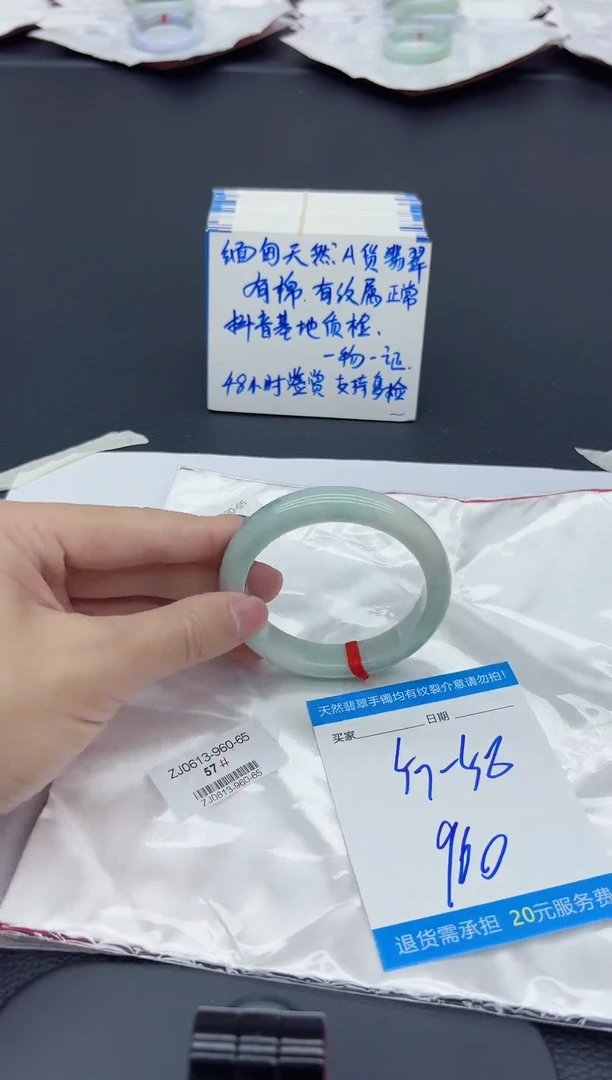 缅甸天然A货翡翠
有棉.有纹属正常
抖音基地质检、
一物一证.
48小时鉴赏 支持复检
天然翡翠手镯均有纹裂介意请勿拍!
买家 日期
57-58
960
退货需承担 20元服务费
ZJ0613-960-65
57#
ZJ0613-960-65